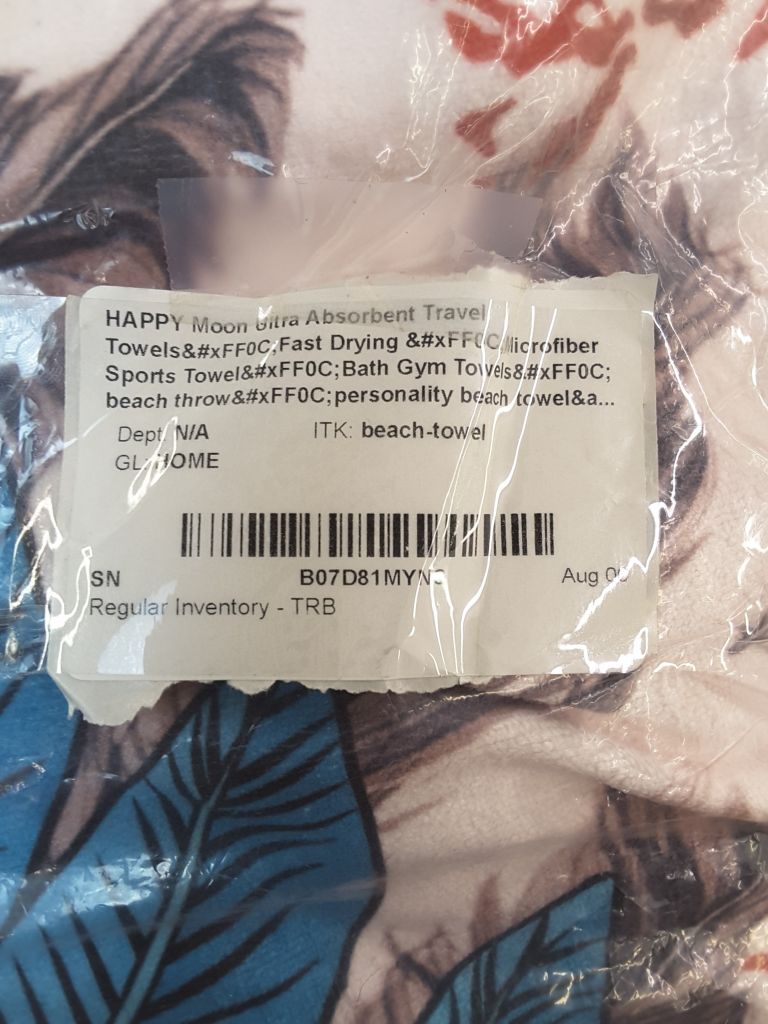 HAPPY Moon Ultra Absorbent Travel
Towels&#xFF0C;Fast Drying &#xFF0C;Microfiber
Sports Towel&#xFF0C;Bath Gym Towels&#xFF0C;
beach throw&#xFF0C;personality beach towel&a...
Dept: N/A ITK: beach-towel
GL: HOME
SN Aug
Regular Inventory - TRB